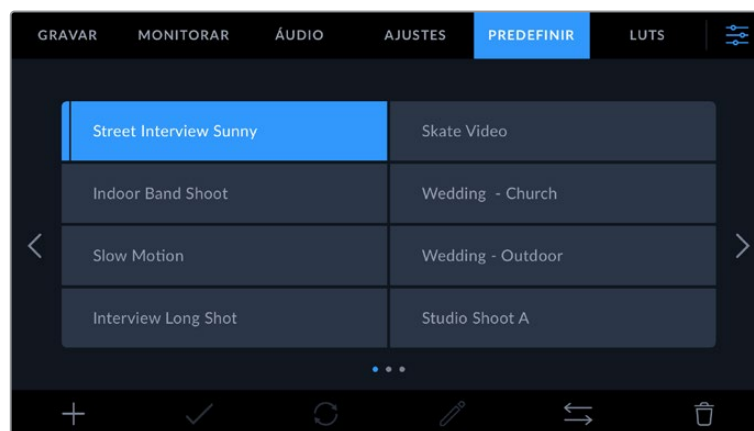 GRAVAR MONITORAR ÁUDIO AJUSTES PREDEFINIR LUTS
Street Interview Sunny Skate Video
Indoor Band Shoot Wedding - Church
Slow Motion Wedding - Outdoor
Interview Long Shot Studio Shoot A